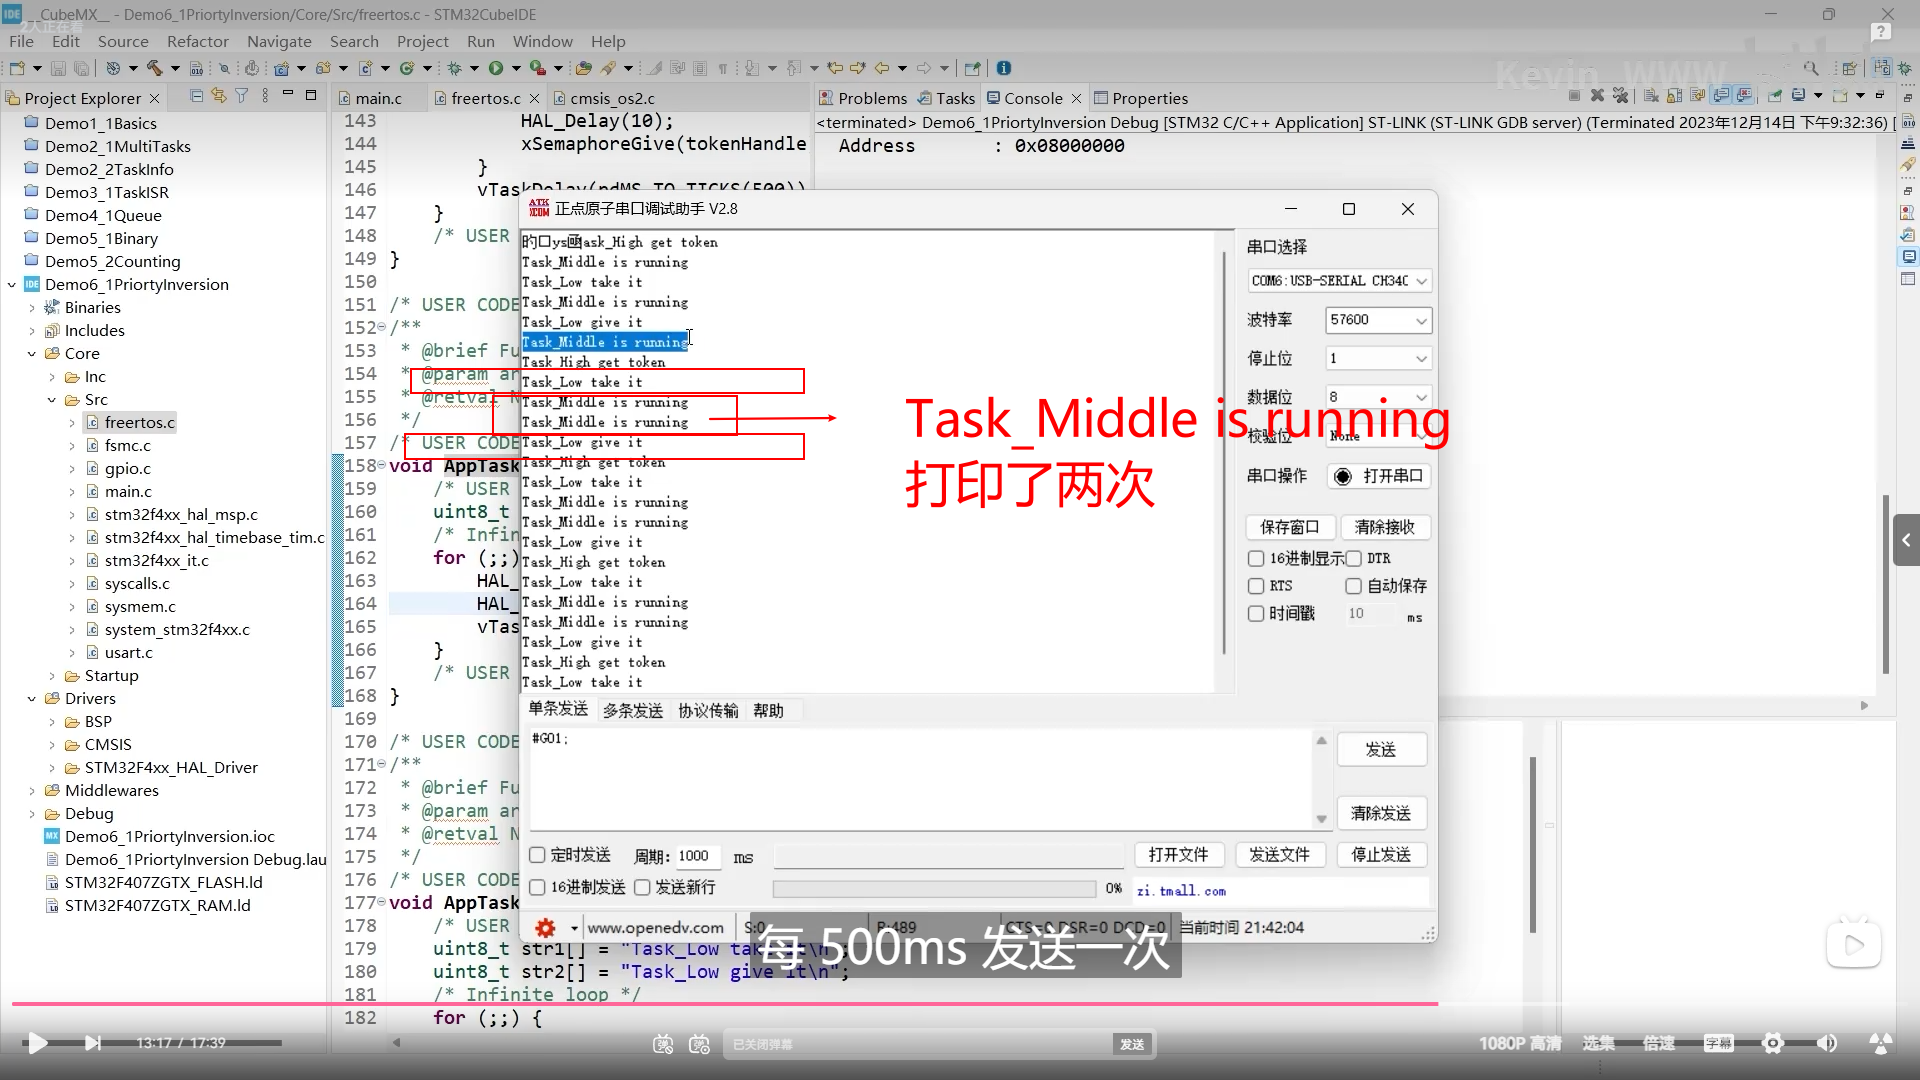 _CubeMX_ - Demo6_1PriortyInversion/Core/Src/freertos.c - STM32CubeIDE
2人正在看
File Edit Source Refactor Navigate Search Project Run Window Help
Kevin_WWW
Project Explorer
main.c
freertos.c
cmsis_os2.c
Problems
Tasks
Console
Properties
<terminated> Demo6_1PriortyInversion Debug [STM32 C/C++ Application] ST-LINK (ST-LINK GDB server) (Terminated 2023年12月14日 下午9:32:36) [
Address : 0x08000000
Demo1_1Basics
Demo2_1MultiTasks
Demo2_2TaskInfo
Demo3_1TaskISR
Demo4_1Queue
Demo5_1Binary
Demo5_2Counting
Demo6_1PriortyInversion
Binaries
Includes
Core
Inc
Src
freertos.c
fsmc.c
gpio.c
main.c
stm32f4xx_hal_msp.c
stm32f4xx_hal_timebase_tim.c
stm32f4xx_it.c
syscalls.c
sysmem.c
system_stm32f4xx.c
usart.c
Startup
Drivers
BSP
CMSIS
STM32F4xx_HAL_Driver
Middlewares
Debug
Demo6_1PriortyInversion.ioc
Demo6_1PriortyInversion Debug.lau
STM32F407ZGTX_FLASH.ld
STM32F407ZGTX_RAM.ld
143 HAL_Delay(10);
144 xSemaphoreGive(tokenHandle
145 }
146 vTaskDelay(pdMS_TO_TICKS(500))
147 }
148 /* USER
149 }
150
151 /* USER CODE
152 /**
153 * @brief Fu
154 * @param ar
155 * @retval N
156 */
157 /* USER CODE
158 void AppTask
159 /* USER
160 uint8_t
161 /* Infin
162 for (;;)
163 HAL_
164 HAL_
165 vTas
166 }
167 /* USER
168 }
169
170 /* USER CODE
171 /**
172 * @brief Fu
173 * @param ar
174 * @retval N
175 */
176 /* USER CODE
177 void AppTask
178 /* USER
179 uint8_t str1[] = "Task_Low take it\n";
180 uint8_t str2[] = "Task_Low give it\n";
181 /* Infinite loop */
182 for (;;) {
正点原子串口调试助手 V2.8
ask_High get token
Task_Middle is running
Task_Low take it
Task_Middle is running
Task_Low give it
Task_Middle is running
Task_High get token
Task_Low take it
Task_Middle is running
Task_Middle is running
Task_Low give it
Task_High get token
Task_Low take it
Task_Middle is running
Task_Middle is running
Task_Low give it
Task_High get token
Task_Low take it
Task_Middle is running
Task_Middle is running
Task_Low give it
Task_High get token
Task_Low take it
Task_Middle is running
打印了两次
串口选择
COM6:USB-SERIAL CH340
波特率 57600
停止位 1
数据位 8
校验位 None
串口操作 打开串口
保存窗口 清除接收
16进制显示 DTR
RTS 自动保存
时间戳 10 ms
单条发送 多条发送 协议传输 帮助
#G01;
发送
清除发送
定时发送 周期: 1000 ms 打开文件 发送文件 停止发送
16进制发送 发送新行 0% zi.tmall.com
www.openedv.com S:0 R:489 CTS=0 DSR=0 DCD=0 当前时间 21:42:04
每 500ms 发送一次
13:17 / 17:39
已关闭弹幕
发送
1080P 高清 选集 倍速 字幕